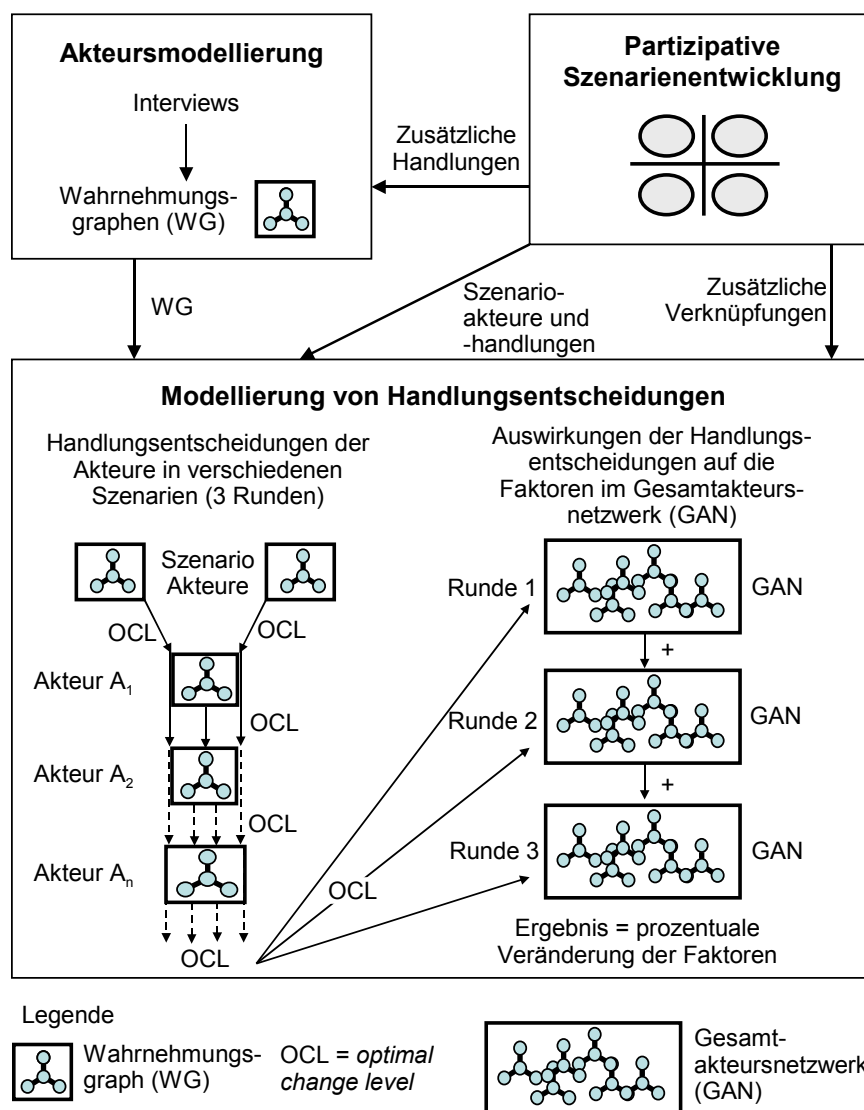 Akteursmodellierung
Interviews
Wahrnehmungs-
graphen (WG)
Zusätzliche
Handlungen
Partizipative
Szenarienentwicklung
WG
Szenario-
akteure und
-handlungen
Zusätzliche
Verknüpfungen
Modellierung von Handlungsentscheidungen
Handlungsentscheidungen der
Akteure in verschiedenen
Szenarien (3 Runden)
Szenario
Akteure
OCL
OCL
Akteur A1
OCL
Akteur A2
OCL
Akteur An
OCL
Auswirkungen der Handlungs-
entscheidungen auf die
Faktoren im Gesamtakteurs-
netzwerk (GAN)
Runde 1
GAN
+
Runde 2
GAN
+
Runde 3
GAN
OCL
Ergebnis = prozentuale
Veränderung der Faktoren
Legende
Wahrnehmungs-
graph (WG)
OCL = optimal
change level
Gesamt-
akteursnetzwerk
(GAN)